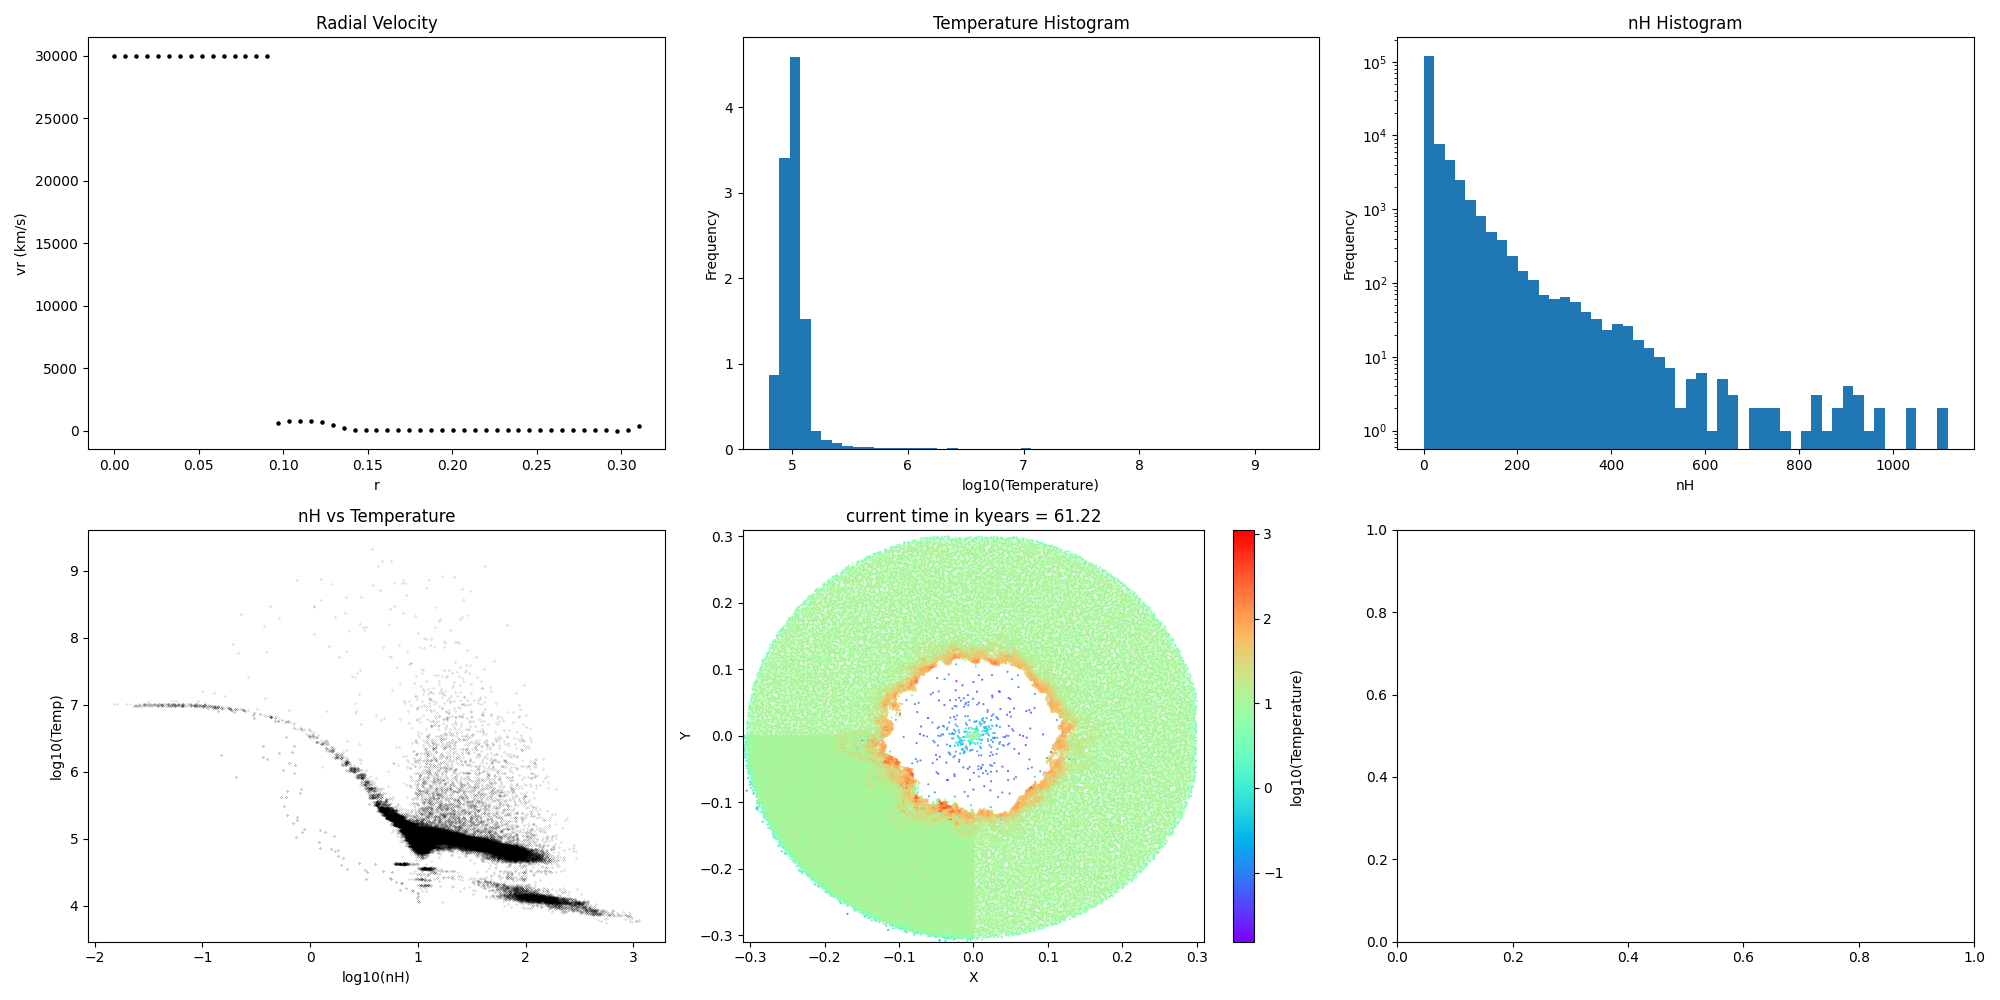 Radial Velocity
30000
25000
20000
15000
10000
5000
0
vr (km/s)
0.00 0.05 0.10 0.15 0.20 0.25 0.30
r
Temperature Histogram
4
3
2
1
0
Frequency
5 6 7 8 9
log10(Temperature)
nH Histogram
10^5
10^4
10^3
10^2
10^1
10^0
Frequency
0 200 400 600 800 1000
nH
nH vs Temperature
9
8
7
6
5
4
log10(Temp)
−2 −1 0 1 2 3
log10(nH)
current time in kyears = 61.22
0.3
0.2
0.1
0.0
−0.1
−0.2
−0.3
Y
−0.3 −0.2 −0.1 0.0 0.1 0.2 0.3
X
3
2
1
0
−1
log10(Temperature)
1.0
0.8
0.6
0.4
0.2
0.0
0.0 0.2 0.4 0.6 0.8 1.0